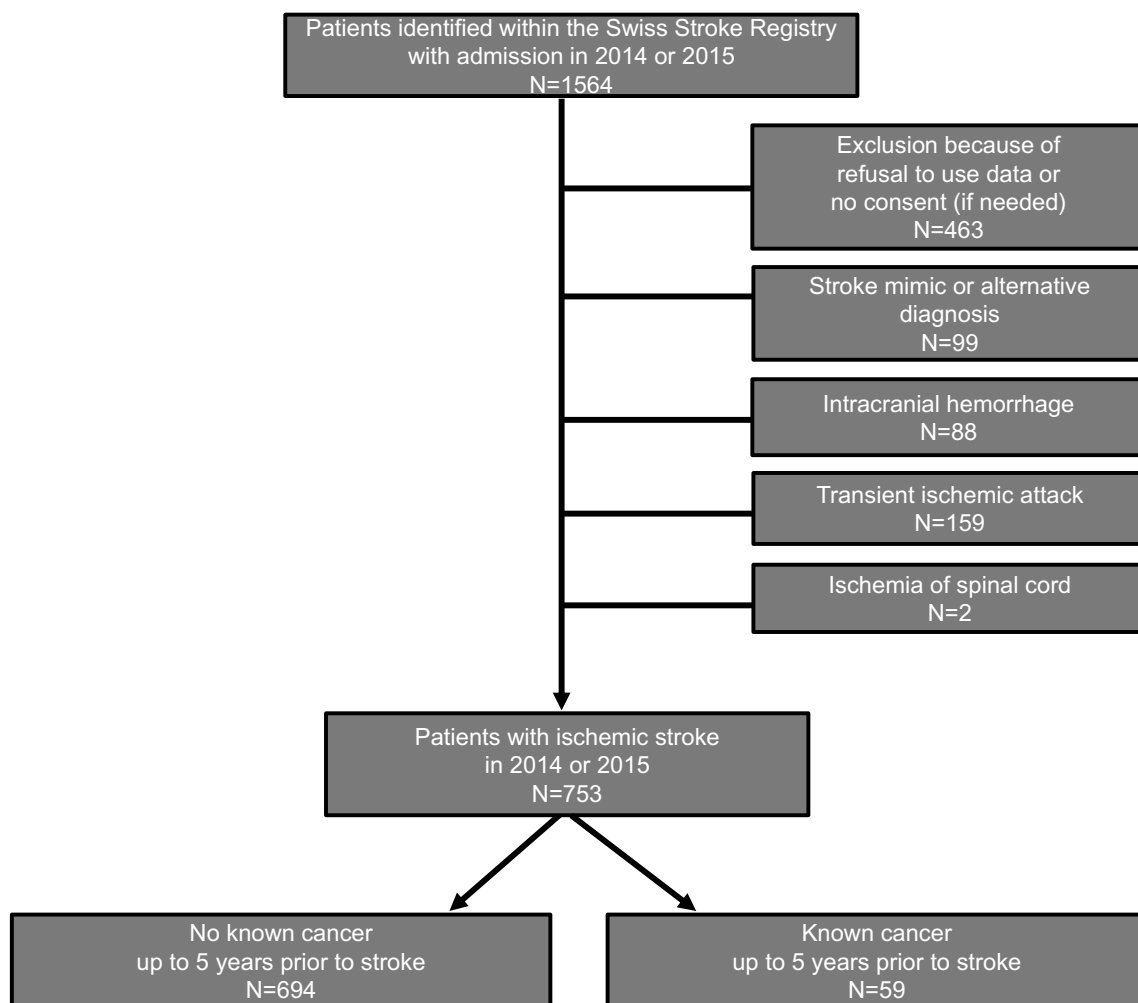 Patients identified within the Swiss Stroke Registry
with admission in 2014 or 2015
N=1564
Exclusion because of
refusal to use data or
no consent (if needed)
N=463
Stroke mimic or alternative
diagnosis
N=99
Intracranial hemorrhage
N=88
Transient ischemic attack
N=159
Ischemia of spinal cord
N=2
Patients with ischemic stroke
in 2014 or 2015
N=753
No known cancer
up to 5 years prior to stroke
N=694
Known cancer
up to 5 years prior to stroke
N=59